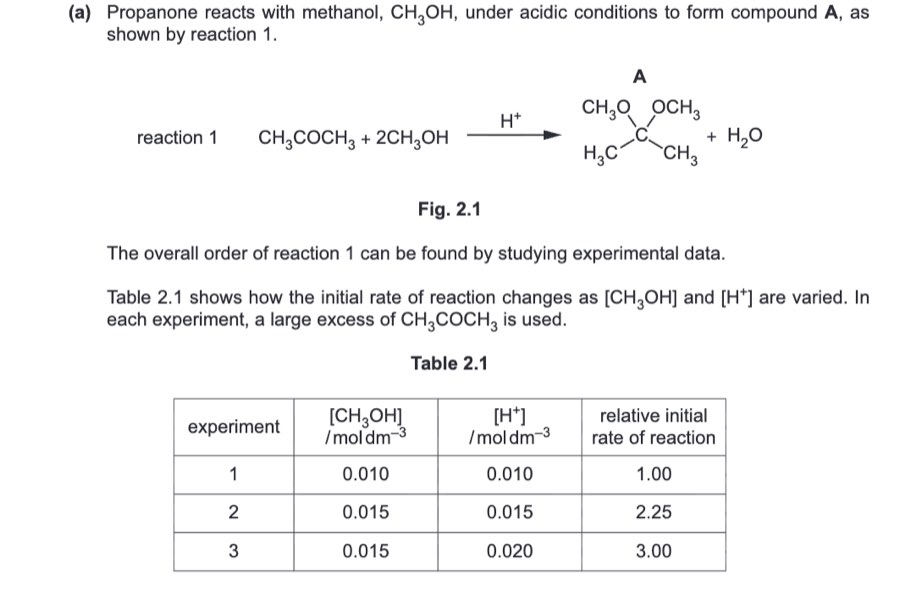 (a) Propanone reacts with methanol, CH₃OH, under acidic conditions to form compound A, as
shown by reaction 1.
A
CH₃O OCH₃
reaction 1 CH₃COCH₃ + 2CH₃OH H⁺ C + H₂O
H₃C CH₃
Fig. 2.1
The overall order of reaction 1 can be found by studying experimental data.
Table 2.1 shows how the initial rate of reaction changes as [CH₃OH] and [H⁺] are varied. In
each experiment, a large excess of CH₃COCH₃ is used.
Table 2.1
experiment [CH₃OH] /mol dm⁻³ [H⁺] /mol dm⁻³ relative initial rate of reaction
1 0.010 0.010 1.00
2 0.015 0.015 2.25
3 0.015 0.020 3.00